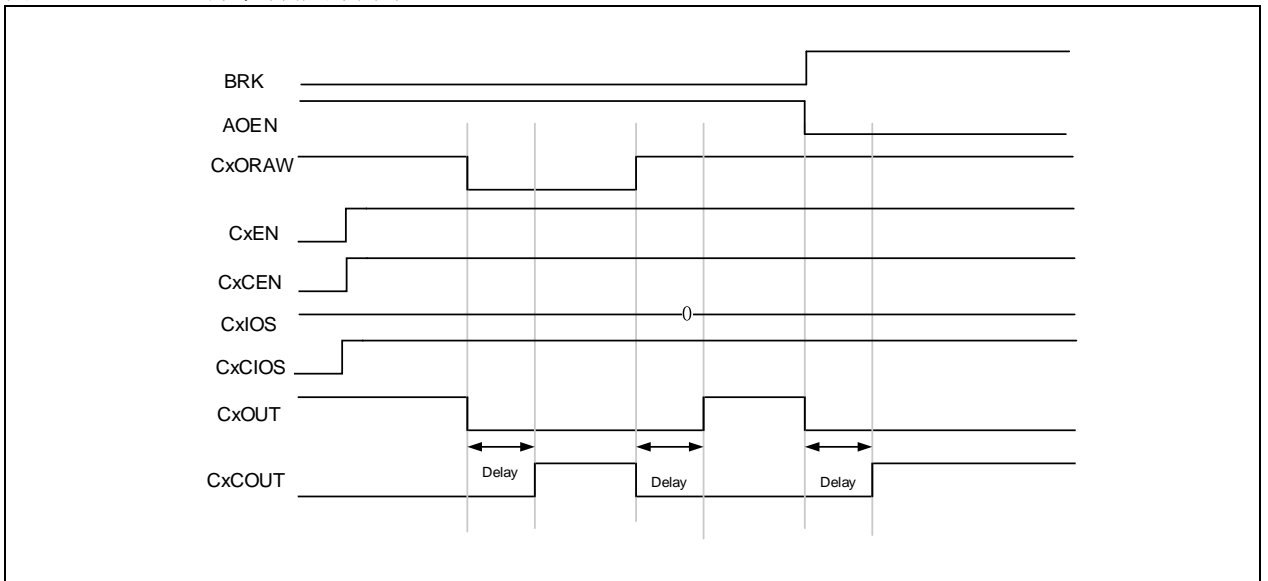 BRK
AOEN
CxORAW
CxEN
CxCEN
CxIOS
0
CxCIOS
CxOUT
Delay
Delay
Delay
CxCOUT